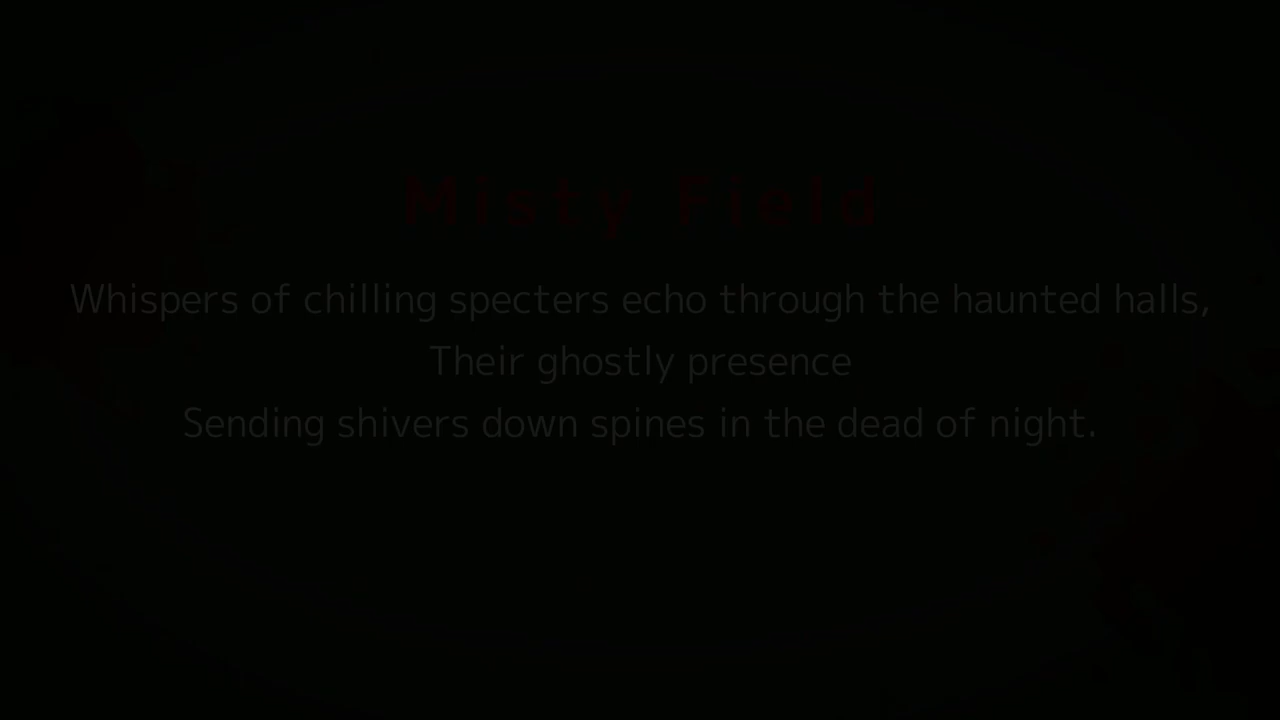 Misty Field
Whispers of chilling specters echo through the haunted halls,
Their ghostly presence
Sending shivers down spines in the dead of night.